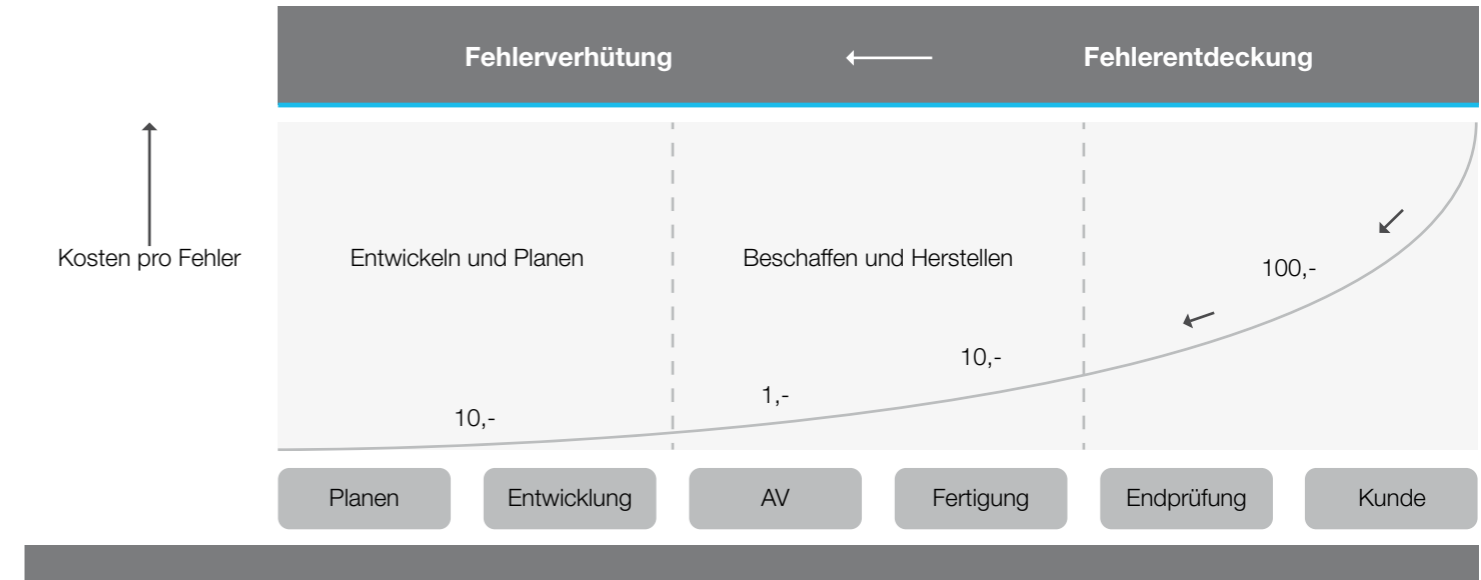 Fehlerverhütung
Fehlerentdeckung
Kosten pro Fehler
Entwickeln und Planen
Beschaffen und Herstellen
100,-
10,-
1,-
10,-
Planen
Entwicklung
AV
Fertigung
Endprüfung
Kunde